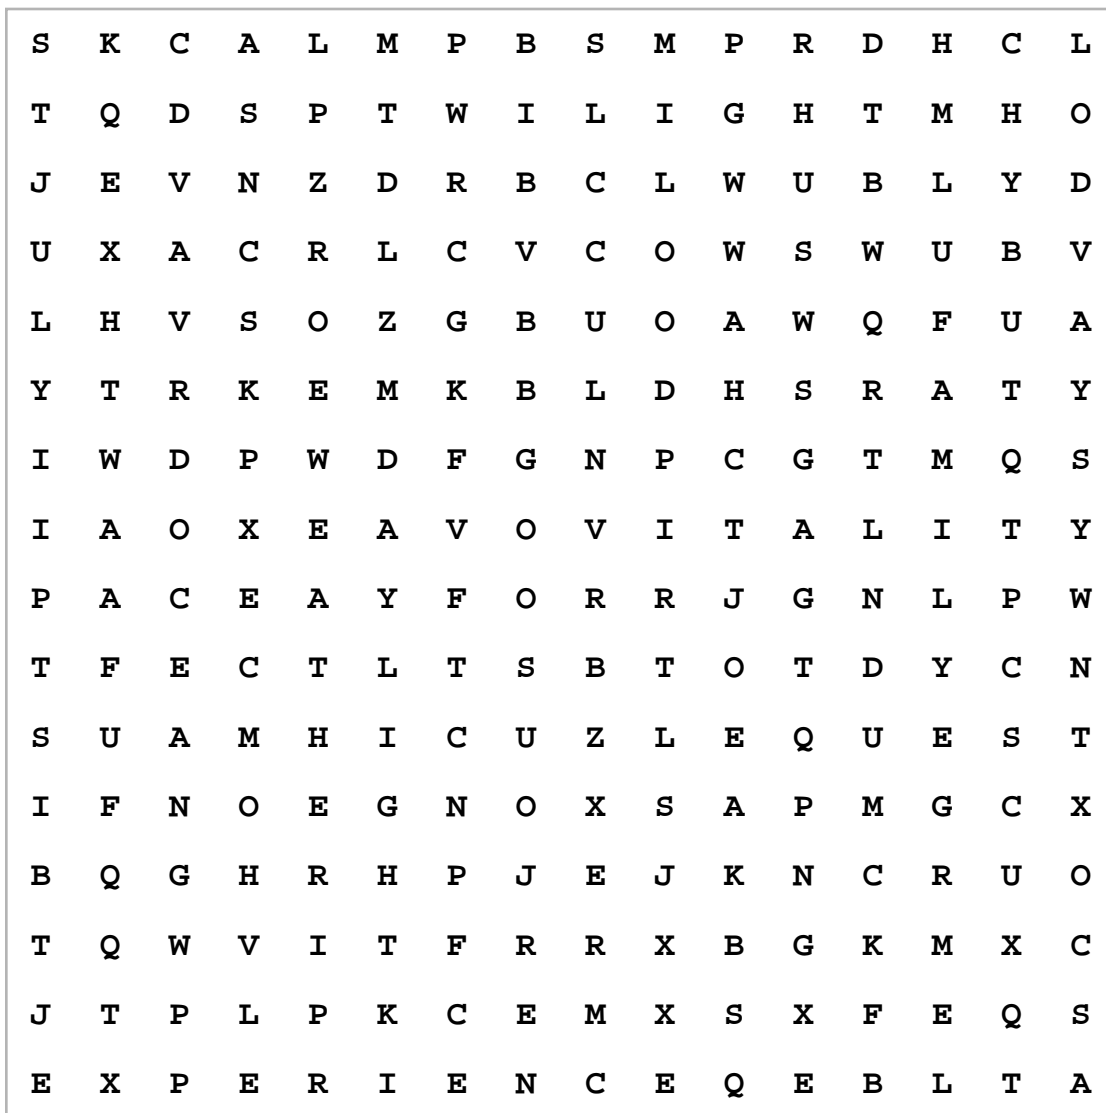 S K C A L M P B S M P R D H C L
T Q D S P T W I L I G H T M H O
J E V N Z D R B C L W U B L Y D
U X A C R L C V C O W S W U B V
L H V S O Z G B U O A W Q F U A
Y T R K E M K B L D H S R A T Y
I W D P W D F G N P C G T M Q S
I A O X E A V O V I T A L I T Y
P A C E A Y F O R R J G N L P W
T F E C T L T S B T O T D Y C N
S U A M H I C U Z L E Q U E S T
I F N O E G N O X S A P M G C X
B Q G H R H P J E J K N C R U O
T Q W V I T F R R X B G K M X C
J T P L P K C E M X S X F E Q S
E X P E R I E N C E Q E B L T A